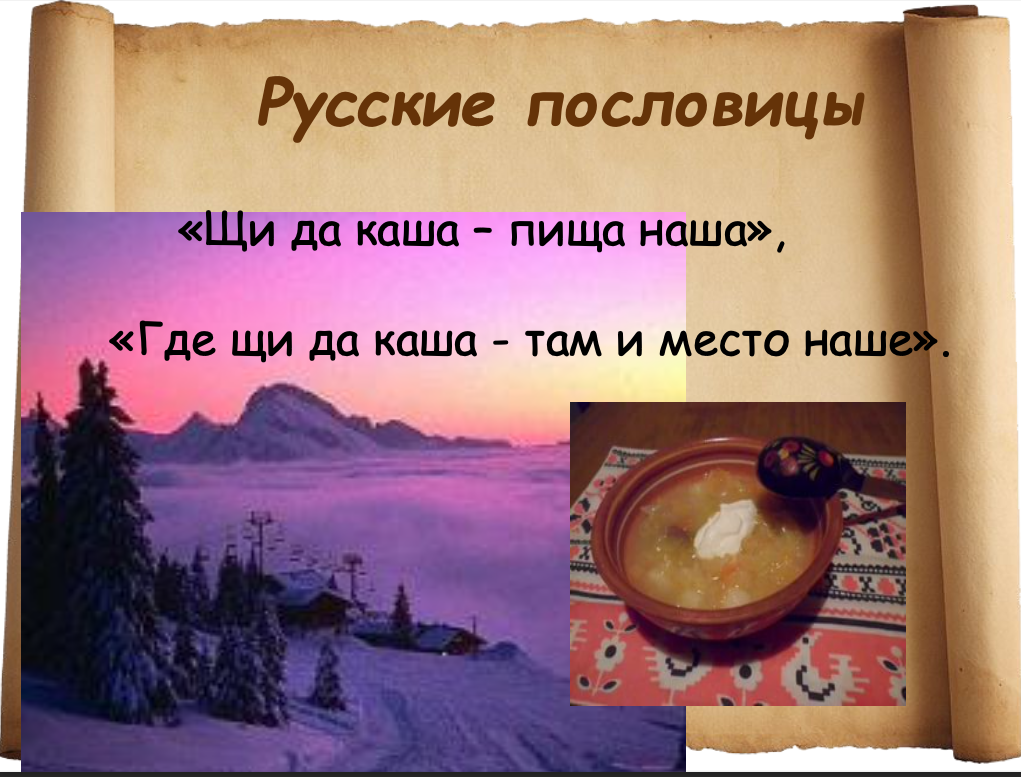 Русские пословицы
«Щи да каша – пища наша»,
«Где щи да каша - там и место наше».